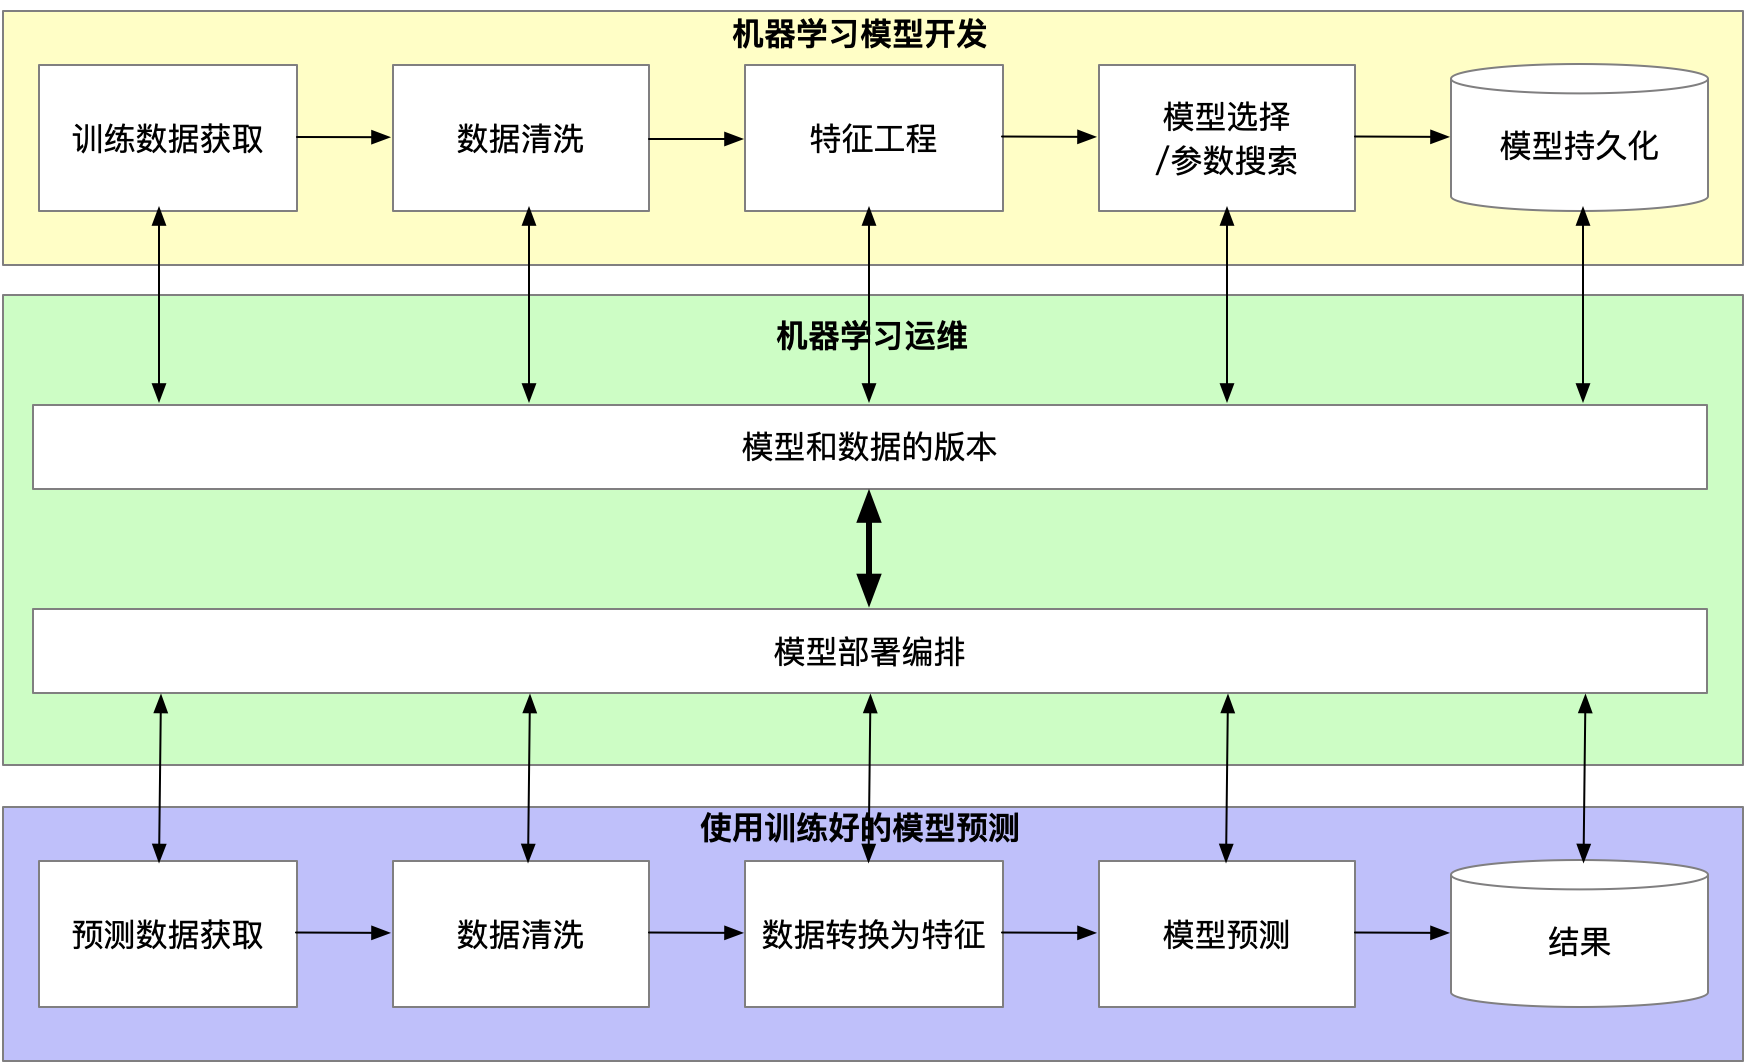 机器学习模型开发
训练数据获取
数据清洗
特征工程
模型选择
/参数搜索
模型持久化
机器学习运维
模型和数据的版本
模型部署编排
使用训练好的模型预测
预测数据获取
数据清洗
数据转换为特征
模型预测
结果